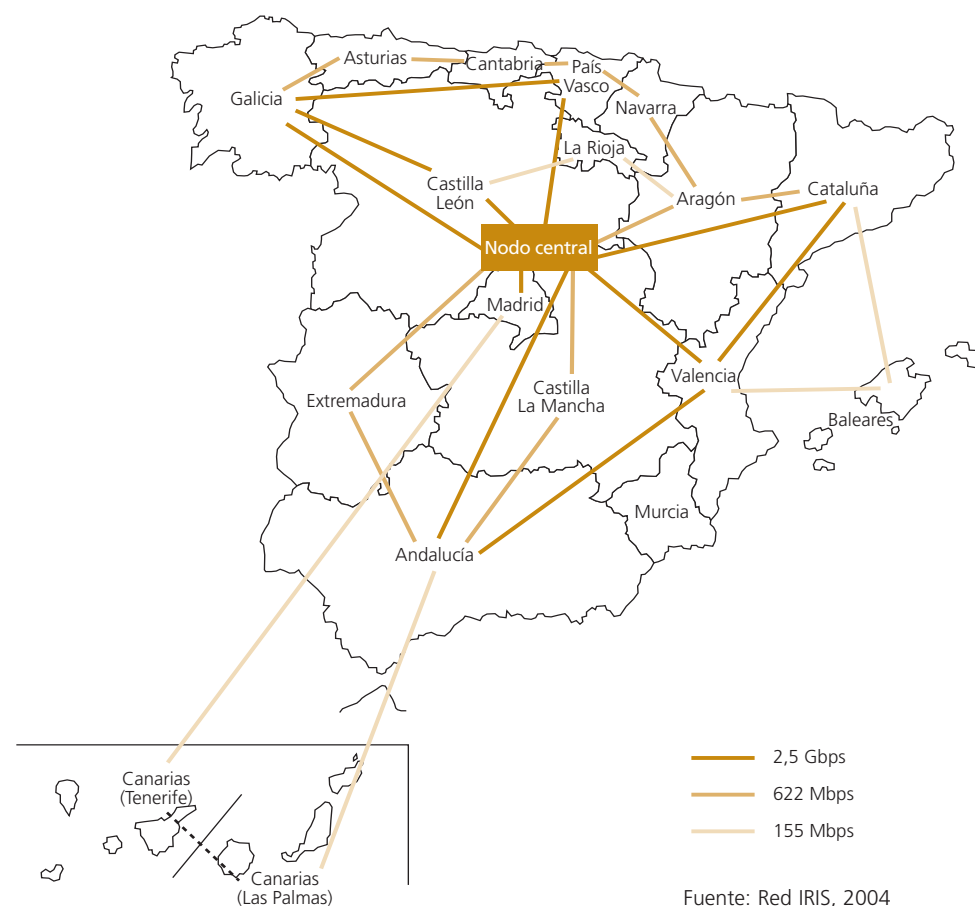 Asturias
Cantabria
País
Vasco
Galicia
Navarra
La Rioja
Castilla
León
Aragón
Cataluña
Nodo central
Madrid
Valencia
Extremadura
Castilla
La Mancha
Baleares
Murcia
Andalucía
Canarias
(Tenerife)
Canarias
(Las Palmas)
2,5 Gbps
622 Mbps
155 Mbps
Fuente: Red IRIS, 2004